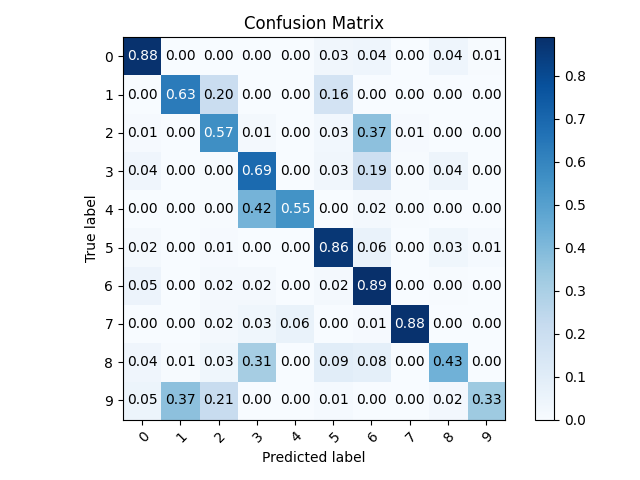 Confusion Matrix
0 0.88 0.00 0.00 0.00 0.00 0.03 0.04 0.00 0.04 0.01
1 0.00 0.63 0.20 0.00 0.00 0.16 0.00 0.00 0.00 0.00
2 0.01 0.00 0.57 0.01 0.00 0.03 0.37 0.01 0.00 0.00
3 0.04 0.00 0.00 0.69 0.00 0.03 0.19 0.00 0.04 0.00
4 0.00 0.00 0.00 0.42 0.55 0.00 0.02 0.00 0.00 0.00
5 0.02 0.00 0.01 0.00 0.00 0.86 0.06 0.00 0.03 0.01
6 0.05 0.00 0.02 0.02 0.00 0.02 0.89 0.00 0.00 0.00
7 0.00 0.00 0.02 0.03 0.06 0.00 0.01 0.88 0.00 0.00
8 0.04 0.01 0.03 0.31 0.00 0.09 0.08 0.00 0.43 0.00
9 0.05 0.37 0.21 0.00 0.00 0.01 0.00 0.00 0.02 0.33
0 1 2 3 4 5 6 7 8 9
Predicted label
True label
0.8
0.7
0.6
0.5
0.4
0.3
0.2
0.1
0.0